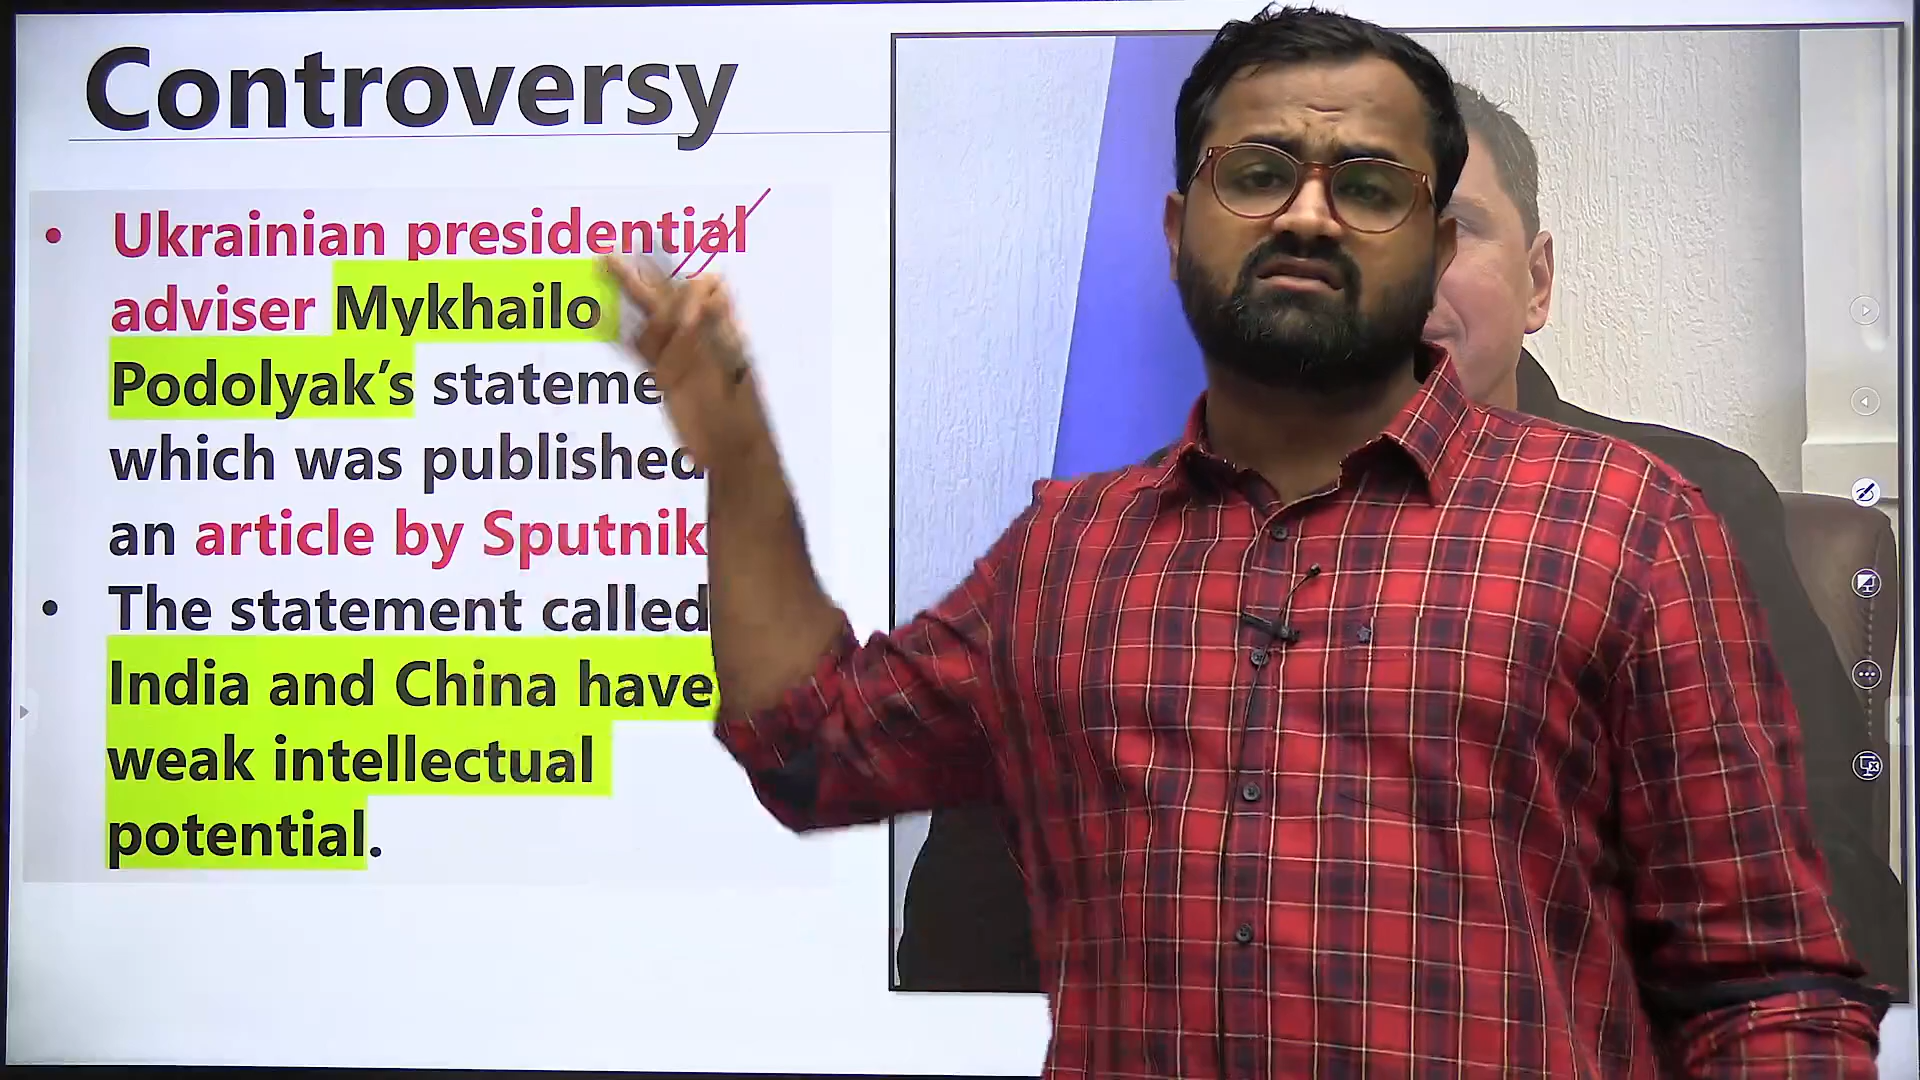 Controversy
• Ukrainian presidential
adviser Mykhailo
Podolyak’s stateme
which was published
an article by Sputnik
• The statement called
India and China have
weak intellectual
potential.